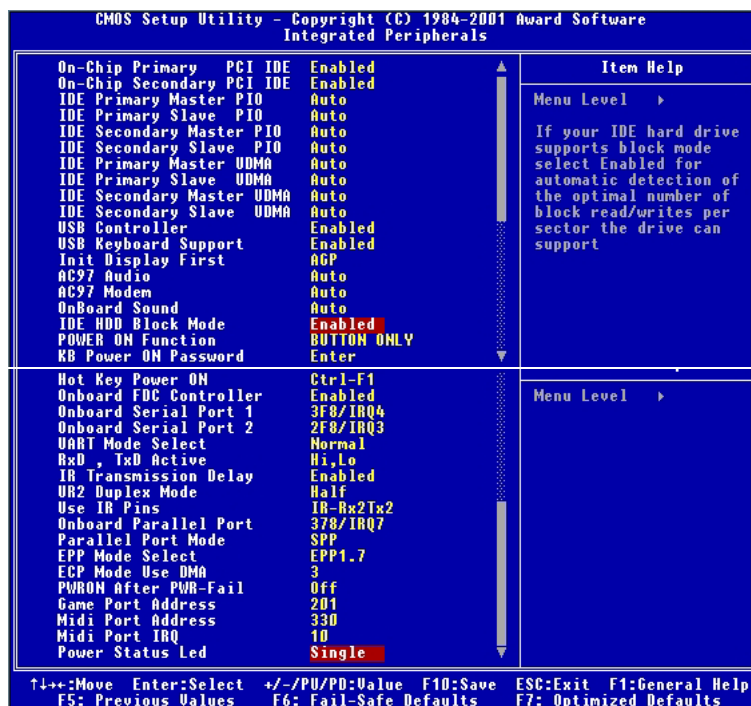 CMOS Setup Utility - Copyright (C) 1984-2001 Award Software
Integrated Peripherals
On-Chip Primary PCI IDE Enabled
On-Chip Secondary PCI IDE Enabled
IDE Primary Master PIO Auto
IDE Primary Slave PIO Auto
IDE Secondary Master PIO Auto
IDE Secondary Slave PIO Auto
IDE Primary Master UDMA Auto
IDE Primary Slave UDMA Auto
IDE Secondary Master UDMA Auto
IDE Secondary Slave UDMA Auto
USB Controller Enabled
USB Keyboard Support Enabled
Init Display First AGP
AC97 Audio Auto
AC97 Modem Auto
OnBoard Sound Auto
IDE HDD Block Mode Enabled
POWER ON Function BUTTON ONLY
KB Power ON Password Enter
Item Help
Menu Level ▸
If your IDE hard drive
supports block mode
select Enabled for
automatic detection of
the optimal number of
block read/writes per
sector the drive can
support
Hot Key Power ON Ctrl-F1
Onboard FDC Controller Enabled
Onboard Serial Port 1 3F8/IRQ4
Onboard Serial Port 2 2F8/IRQ3
UART Mode Select Normal
RxD , TxD Active Hi,Lo
IR Transmission Delay Enabled
UR2 Duplex Mode Half
Use IR Pins IR-Rx2Tx2
Onboard Parallel Port 378/IRQ7
Parallel Port Mode SPP
EPP Mode Select EPP1.7
ECP Mode Use DMA 3
PWRON After PWR-Fail Off
Game Port Address 201
Midi Port Address 330
Midi Port IRQ 10
Power Status Led Single
Menu Level ▸
↑↓→←:Move Enter:Select +/-/PU/PD:Value F10:Save ESC:Exit F1:General Help
F5: Previous Values F6: Fail-Safe Defaults F7: Optimized Defaults